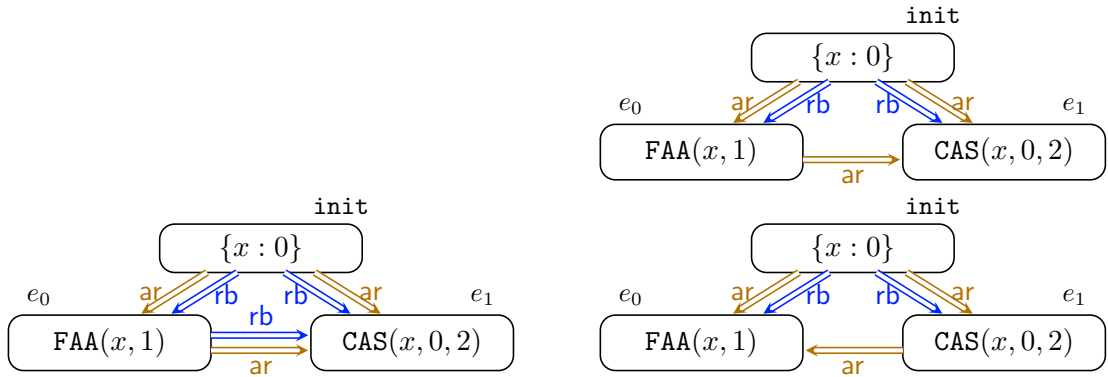 init
{x : 0}
ar rb rb ar
e₀ e₁
FAA(x, 1) CAS(x, 0, 2)
ar
init
{x : 0}
ar rb rb ar
e₀ e₁
rb
FAA(x, 1) CAS(x, 0, 2)
ar
init
{x : 0}
ar rb rb ar
e₀ e₁
FAA(x, 1) CAS(x, 0, 2)
ar